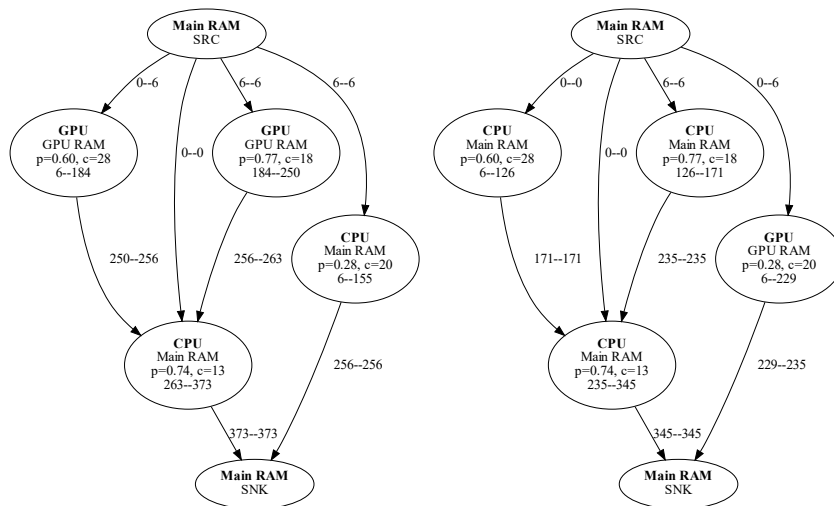 Main RAM
SRC
0--6
6--6
6--6
GPU
GPU RAM
p=0.60, c=28
6--184
0--0
GPU
GPU RAM
p=0.77, c=18
184--250
CPU
Main RAM
p=0.28, c=20
6--155
250--256
256--263
CPU
Main RAM
p=0.74, c=13
263--373
256--256
373--373
Main RAM
SNK
Main RAM
SRC
0--0
6--6
0--6
CPU
Main RAM
p=0.60, c=28
6--126
0--0
CPU
Main RAM
p=0.77, c=18
126--171
GPU
GPU RAM
p=0.28, c=20
6--229
171--171
235--235
CPU
Main RAM
p=0.74, c=13
235--345
229--235
345--345
Main RAM
SNK